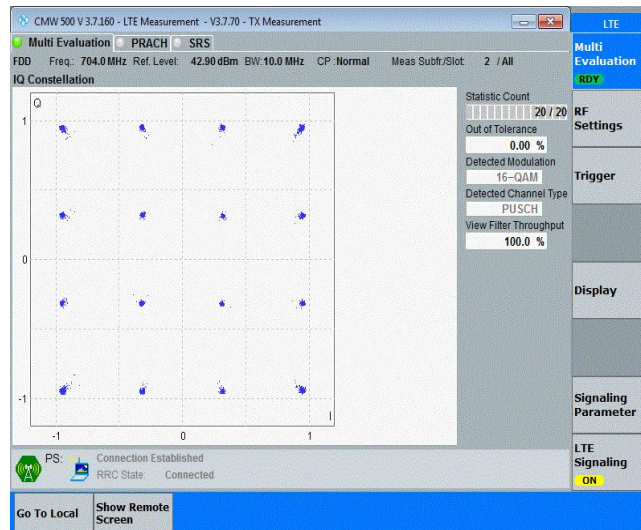 CMW 500 V 3.7.160 - LTE Measurement - V3.7.70 - TX Measurement
Multi Evaluation PRACH SRS
FDD Freq.: 704.0 MHz Ref. Level: 42.90 dBm BW: 10.0 MHz CP :Normal Meas Subfr./Slot: 2 / All
IQ Constellation
Q
1
0
-1
I
-1 0 1
Statistic Count
20 / 20
Out of Tolerance
0.00 %
Detected Modulation
16-QAM
Detected Channel Type
PUSCH
View Filter Throughput
100.0 %
PS: Connection Established
RRC State: Connected
LTE
Multi
Evaluation
RDY
RF
Settings
Trigger
Display
Signaling
Parameter
LTE
Signaling
ON
Go To Local
Show Remote
Screen